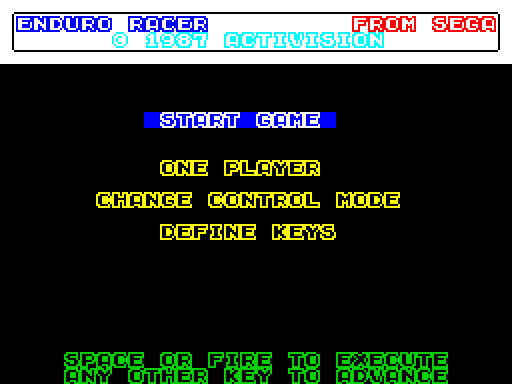 ENDURO RACER FROM SEGA
© 1987 ACTIVISION
START GAME
ONE PLAYER
CHANGE CONTROL MODE
DEFINE KEYS
SPACE OR FIRE TO EXECUTE
ANY OTHER KEY TO ADVANCE